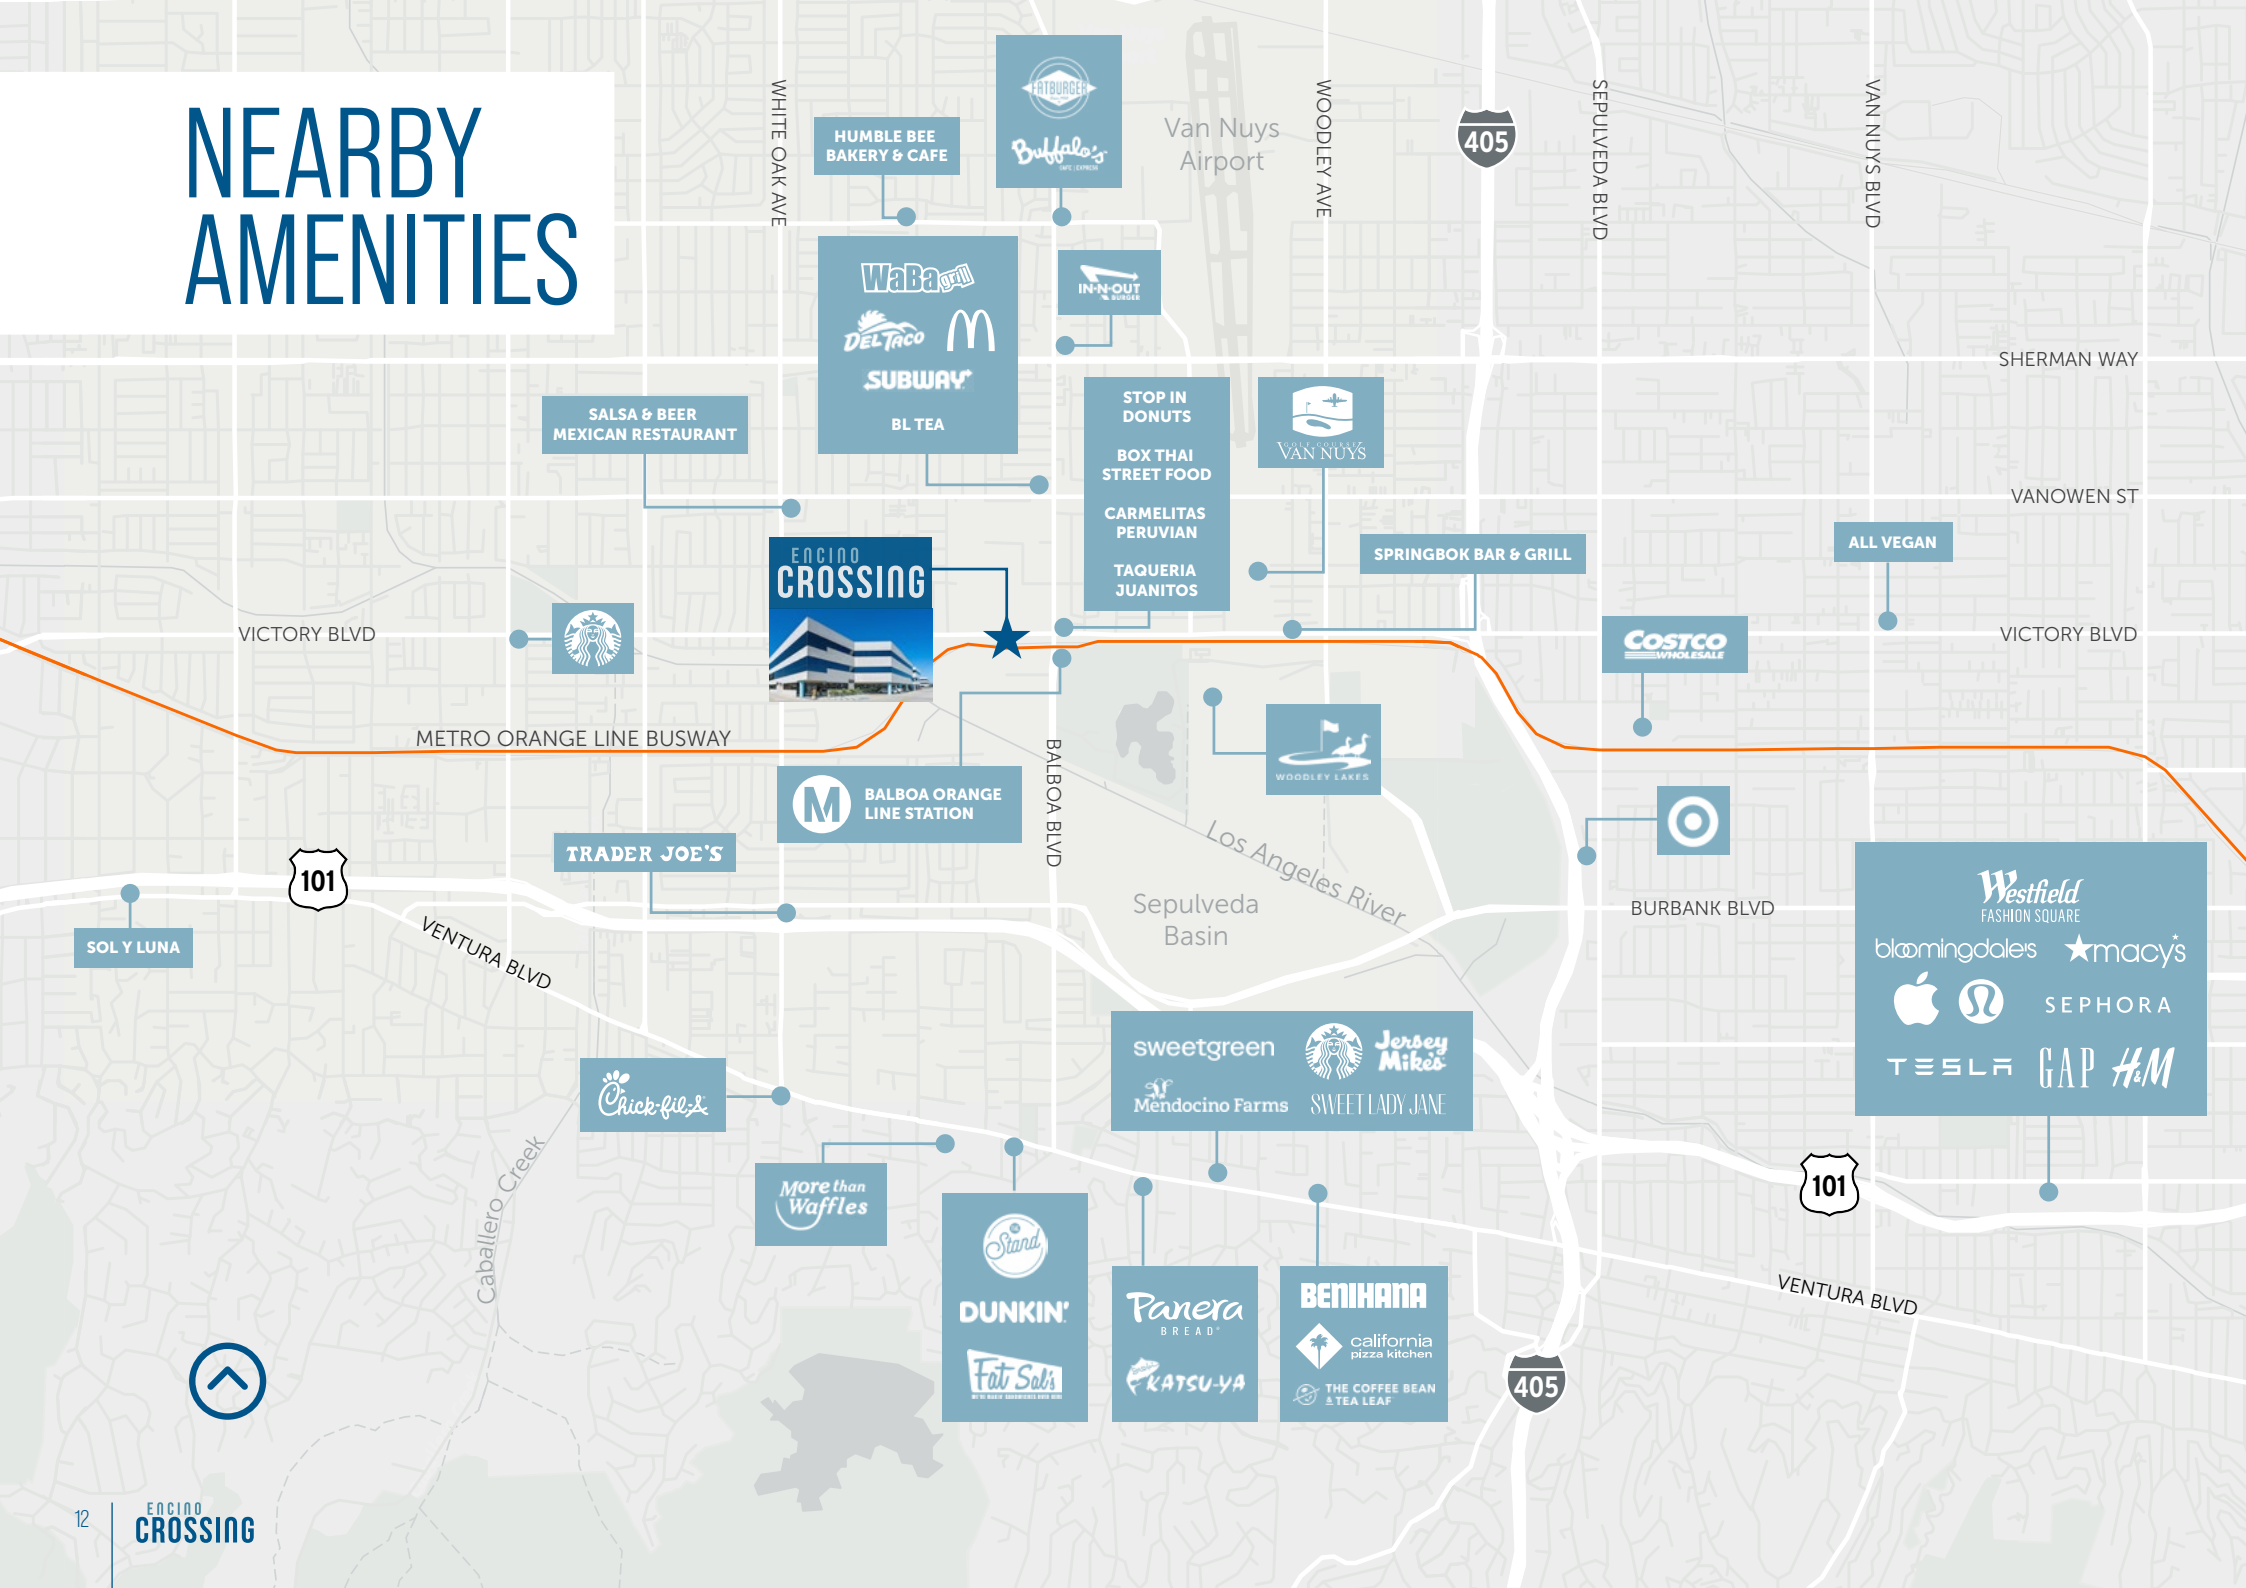 NEARBY
AMENITIES
WHITE OAK AVE
HUMBLE BEE
BAKERY & CAFE
FATBURGER
Buffalo's
CAFE | EXPRESS
Van Nuys
Airport
WOODLEY AVE
405
SEPULVEDA BLVD
VAN NUYS BLVD
WaBa grill
DEL TACO
SUBWAY
BL TEA
IN-N-OUT
BURGER
SHERMAN WAY
SALSA & BEER
MEXICAN RESTAURANT
STOP IN
DONUTS
BOX THAI
STREET FOOD
CARMELITAS
PERUVIAN
TAQUERIA
JUANITOS
GOLF COURSE
VAN NUYS
VANOWEN ST
ENCINO
CROSSING
SPRINGBOK BAR & GRILL
ALL VEGAN
VICTORY BLVD
COSTCO
WHOLESALE
VICTORY BLVD
METRO ORANGE LINE BUSWAY
BALBOA BLVD
WOODLEY LAKES
M
BALBOA ORANGE
LINE STATION
TRADER JOE'S
Los Angeles River
101
SOL Y LUNA
VENTURA BLVD
Sepulveda
Basin
BURBANK BLVD
Westfield
FASHION SQUARE
bloomingdale's
macy's
SEPHORA
TESLA
GAP
H&M
sweetgreen
Jersey
Mike's
Mendocino Farms
SWEET LADY JANE
Chick-fil-A
Caballero Creek
More than
Waffles
101
THE
Stand
DUNKIN'
Fat Sal's
Panera
BREAD
KATSU-YA
BENIHANA
california
pizza kitchen
THE COFFEE BEAN
& TEA LEAF
VENTURA BLVD
405
12
ENCINO
CROSSING